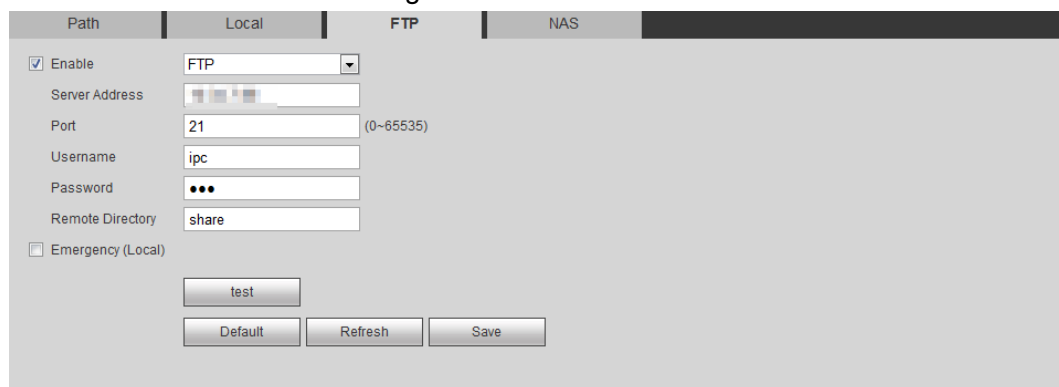 Path Local FTP NAS
Enable FTP
Server Address
Port 21 (0~65535)
Username ipc
Password ●●●
Remote Directory share
Emergency (Local)
test
Default Refresh Save